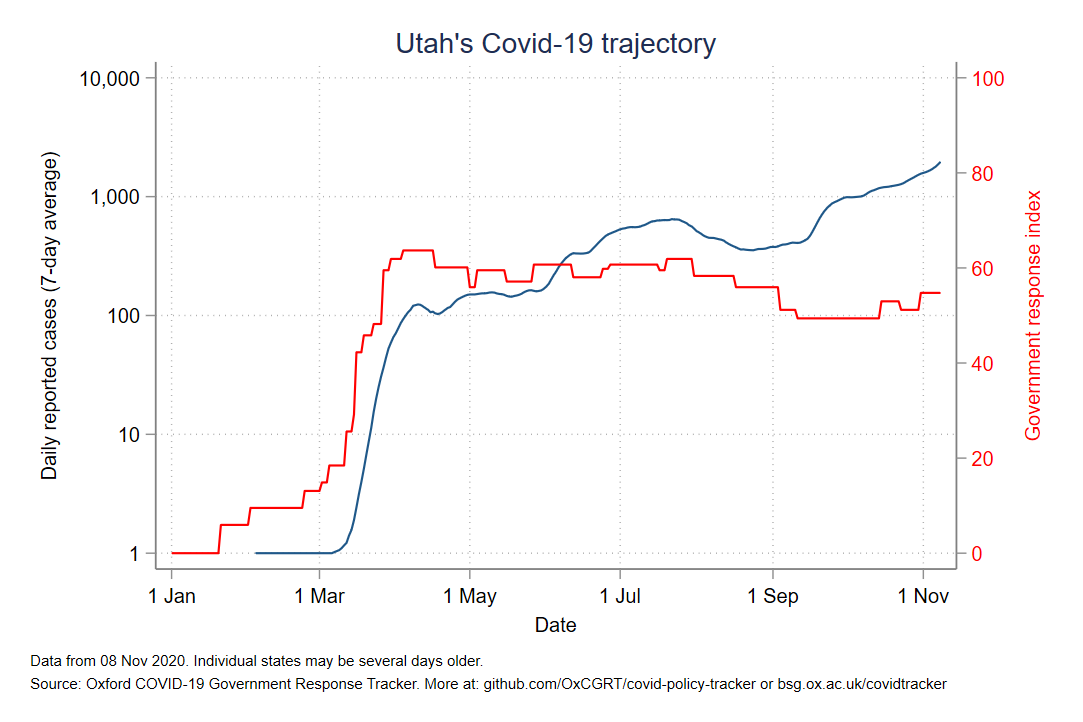 Utah's Covid-19 trajectory
10,000
1,000
100
10
1
Daily reported cases (7-day average)
100
80
60
40
20
0
Government response index
1 Jan 1 Mar 1 May 1 Jul 1 Sep 1 Nov
Date
Data from 08 Nov 2020. Individual states may be several days older.
Source: Oxford COVID-19 Government Response Tracker. More at: github.com/OxCGRT/covid-policy-tracker or bsg.ox.ac.uk/covidtracker